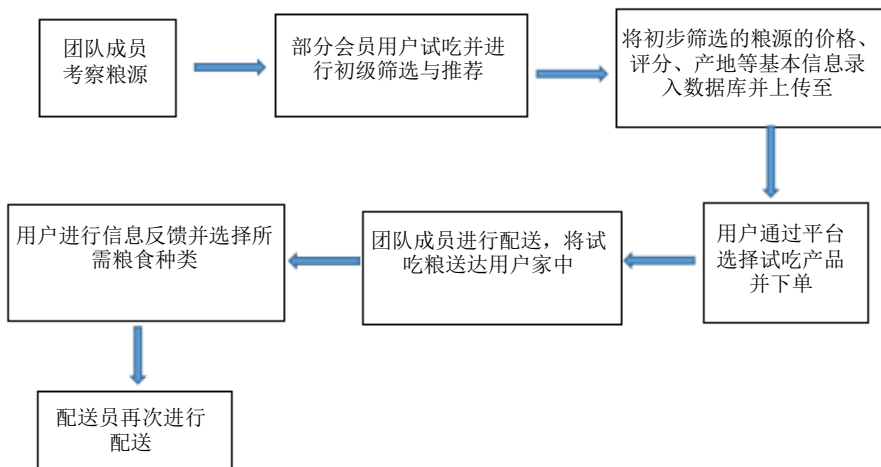 团队成员
考察粮源
部分会员用户试吃并进
行初级筛选与推荐
将初步筛选的粮源的价格、
评分、产地等基本信息录
入数据库并上传至
用户通过平台
选择试吃产品
并下单
团队成员进行配送，将试
吃粮送达用户家中
用户进行信息反馈并选择所
需粮食种类
配送员再次进行
配送